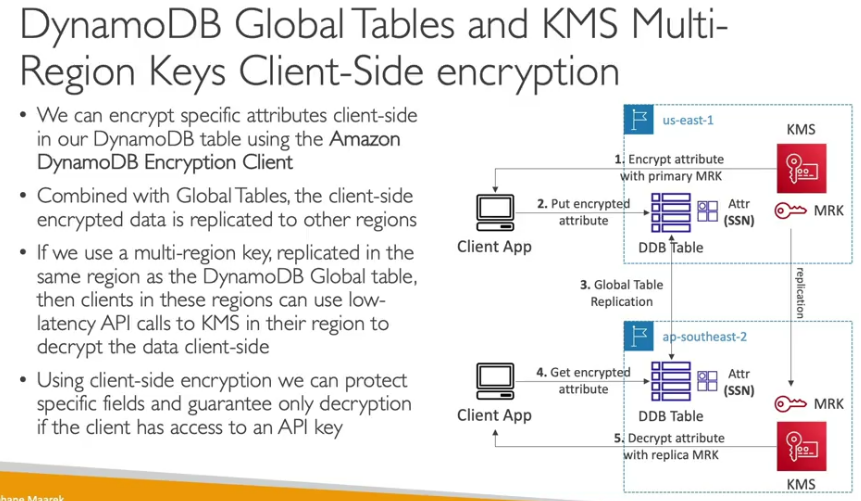 DynamoDB Global Tables and KMS Multi-
Region Keys Client-Side encryption
• We can encrypt specific attributes client-side
in our DynamoDB table using the Amazon
DynamoDB Encryption Client
• Combined with Global Tables, the client-side
encrypted data is replicated to other regions
• If we use a multi-region key, replicated in the
same region as the DynamoDB Global table,
then clients in these regions can use low-
latency API calls to KMS in their region to
decrypt the data client-side
• Using client-side encryption we can protect
specific fields and guarantee only decryption
if the client has access to an API key
us-east-1
KMS
1. Encrypt attribute
with primary MRK
2. Put encrypted
attribute
Attr
(SSN)
MRK
Client App
DDB Table
3. Global Table
Replication
replication
ap-southeast-2
4. Get encrypted
attribute
Attr
(SSN)
MRK
Client App
DDB Table
5. Decrypt attribute
with replica MRK
KMS
Maarek